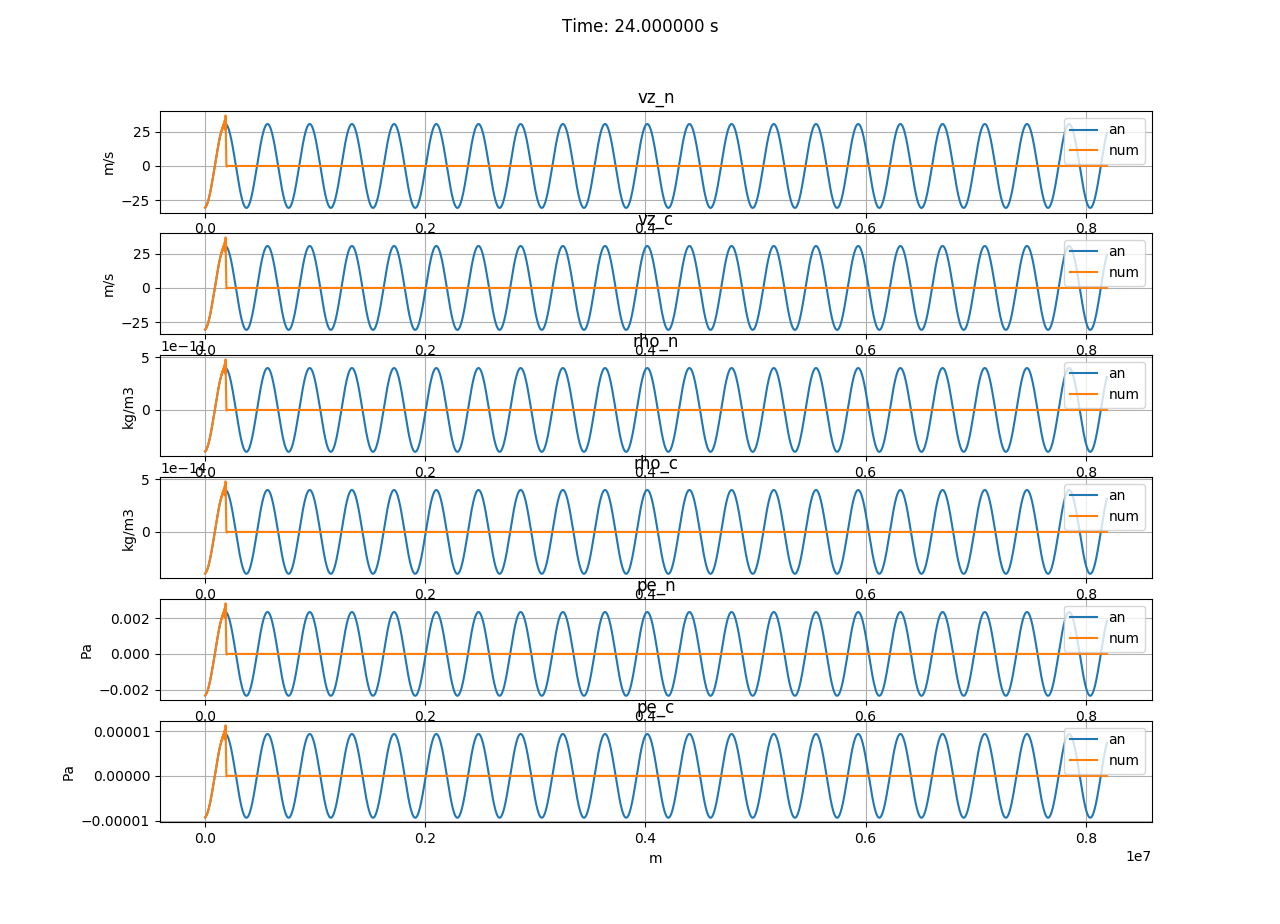 Time: 24.000000 s
vz_n
25
0
−25
m/s
an
num
0.0 0.2 0.4 0.6 0.8
vz_c
25
0
−25
m/s
an
num
0.0 0.2 0.4 0.6 0.8
1e−11
rho_n
5
0
kg/m3
an
num
0.0 0.2 0.4 0.6 0.8
1e−14
rho_c
5
0
kg/m3
an
num
0.0 0.2 0.4 0.6 0.8
pe_n
0.002
0.000
−0.002
Pa
an
num
0.0 0.2 0.4 0.6 0.8
pe_c
0.00001
0.00000
−0.00001
Pa
an
num
0.0 0.2 0.4 0.6 0.8
m
1e7